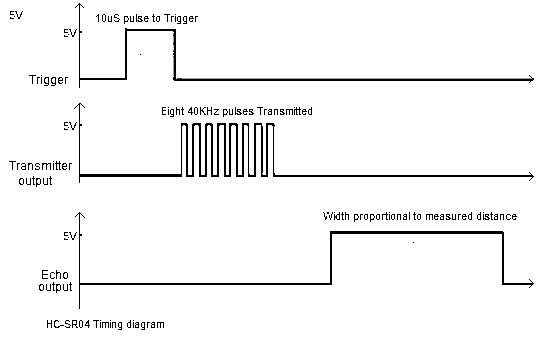 5V
10uS pulse to Trigger
5V
Trigger
Eight 40KHz pulses Transmitted
5V
Transmitter
output
Width proportional to measured distance
5V
Echo
output
HC-SR04 Timing diagram